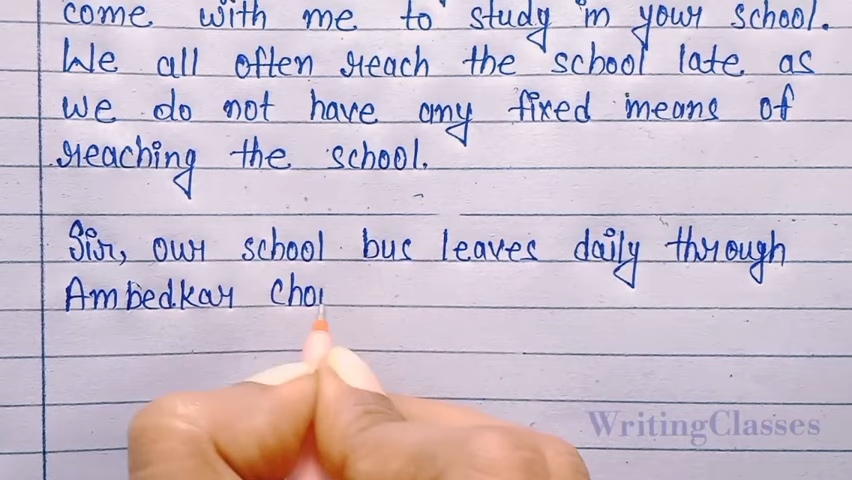 come with me to study in your school.
We all often reach the school late as
we do not have any fixed means of
reaching the school.
Sir, our school bus leaves daily through
Ambedkar Cho
WritingClasses